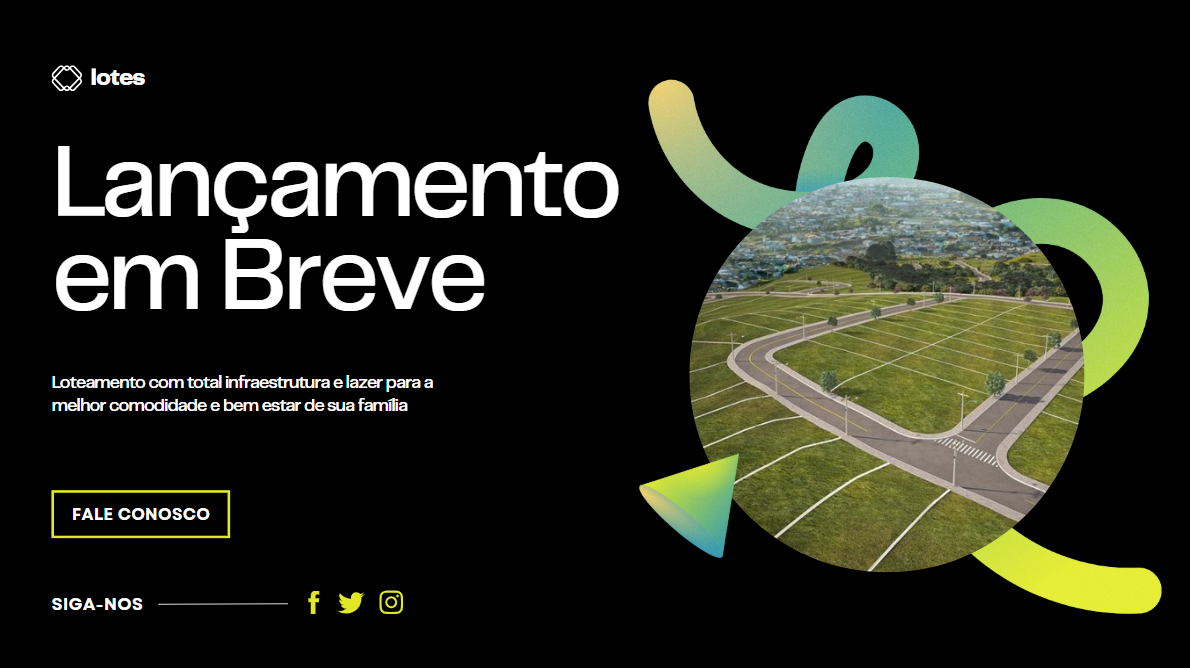 lotes
Lançamento
em Breve
Loteamento com total infraestrutura e lazer para a
melhor comodidade e bem estar de sua família
FALE CONOSCO
SIGA-NOS